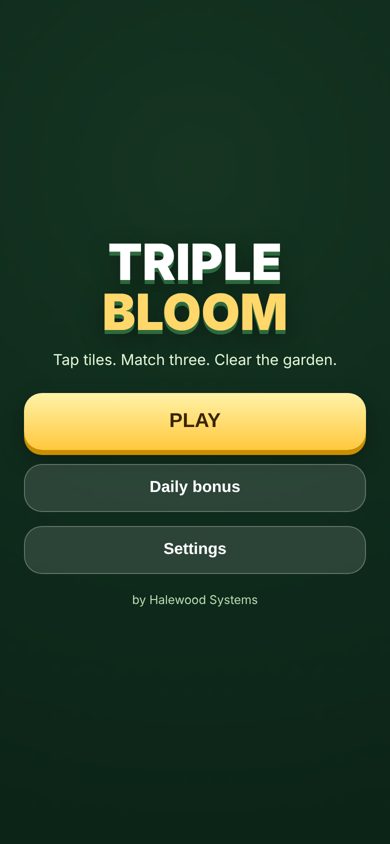 TRIPLE
BLOOM
Tap tiles. Match three. Clear the garden.
PLAY
Daily bonus
Settings
by Halewood Systems